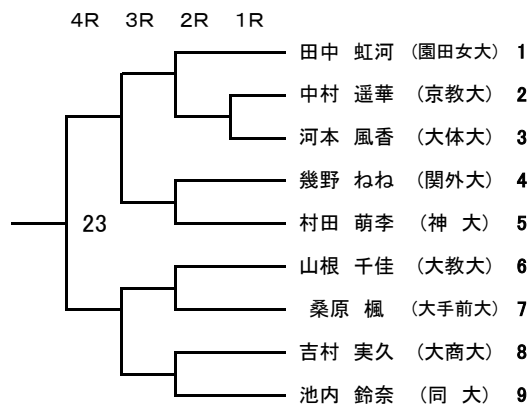 4R 3R 2R 1R
田中 虹河 (園田女大) 1
中村 遥華 (京教大) 2
河本 風香 (大体大) 3
幾野 ねね (関外大) 4
村田 萌李 (神 大) 5
23
山根 千佳 (大教大) 6
桑原 楓 (大手前大) 7
吉村 実久 (大商大) 8
池内 鈴奈 (同 大) 9